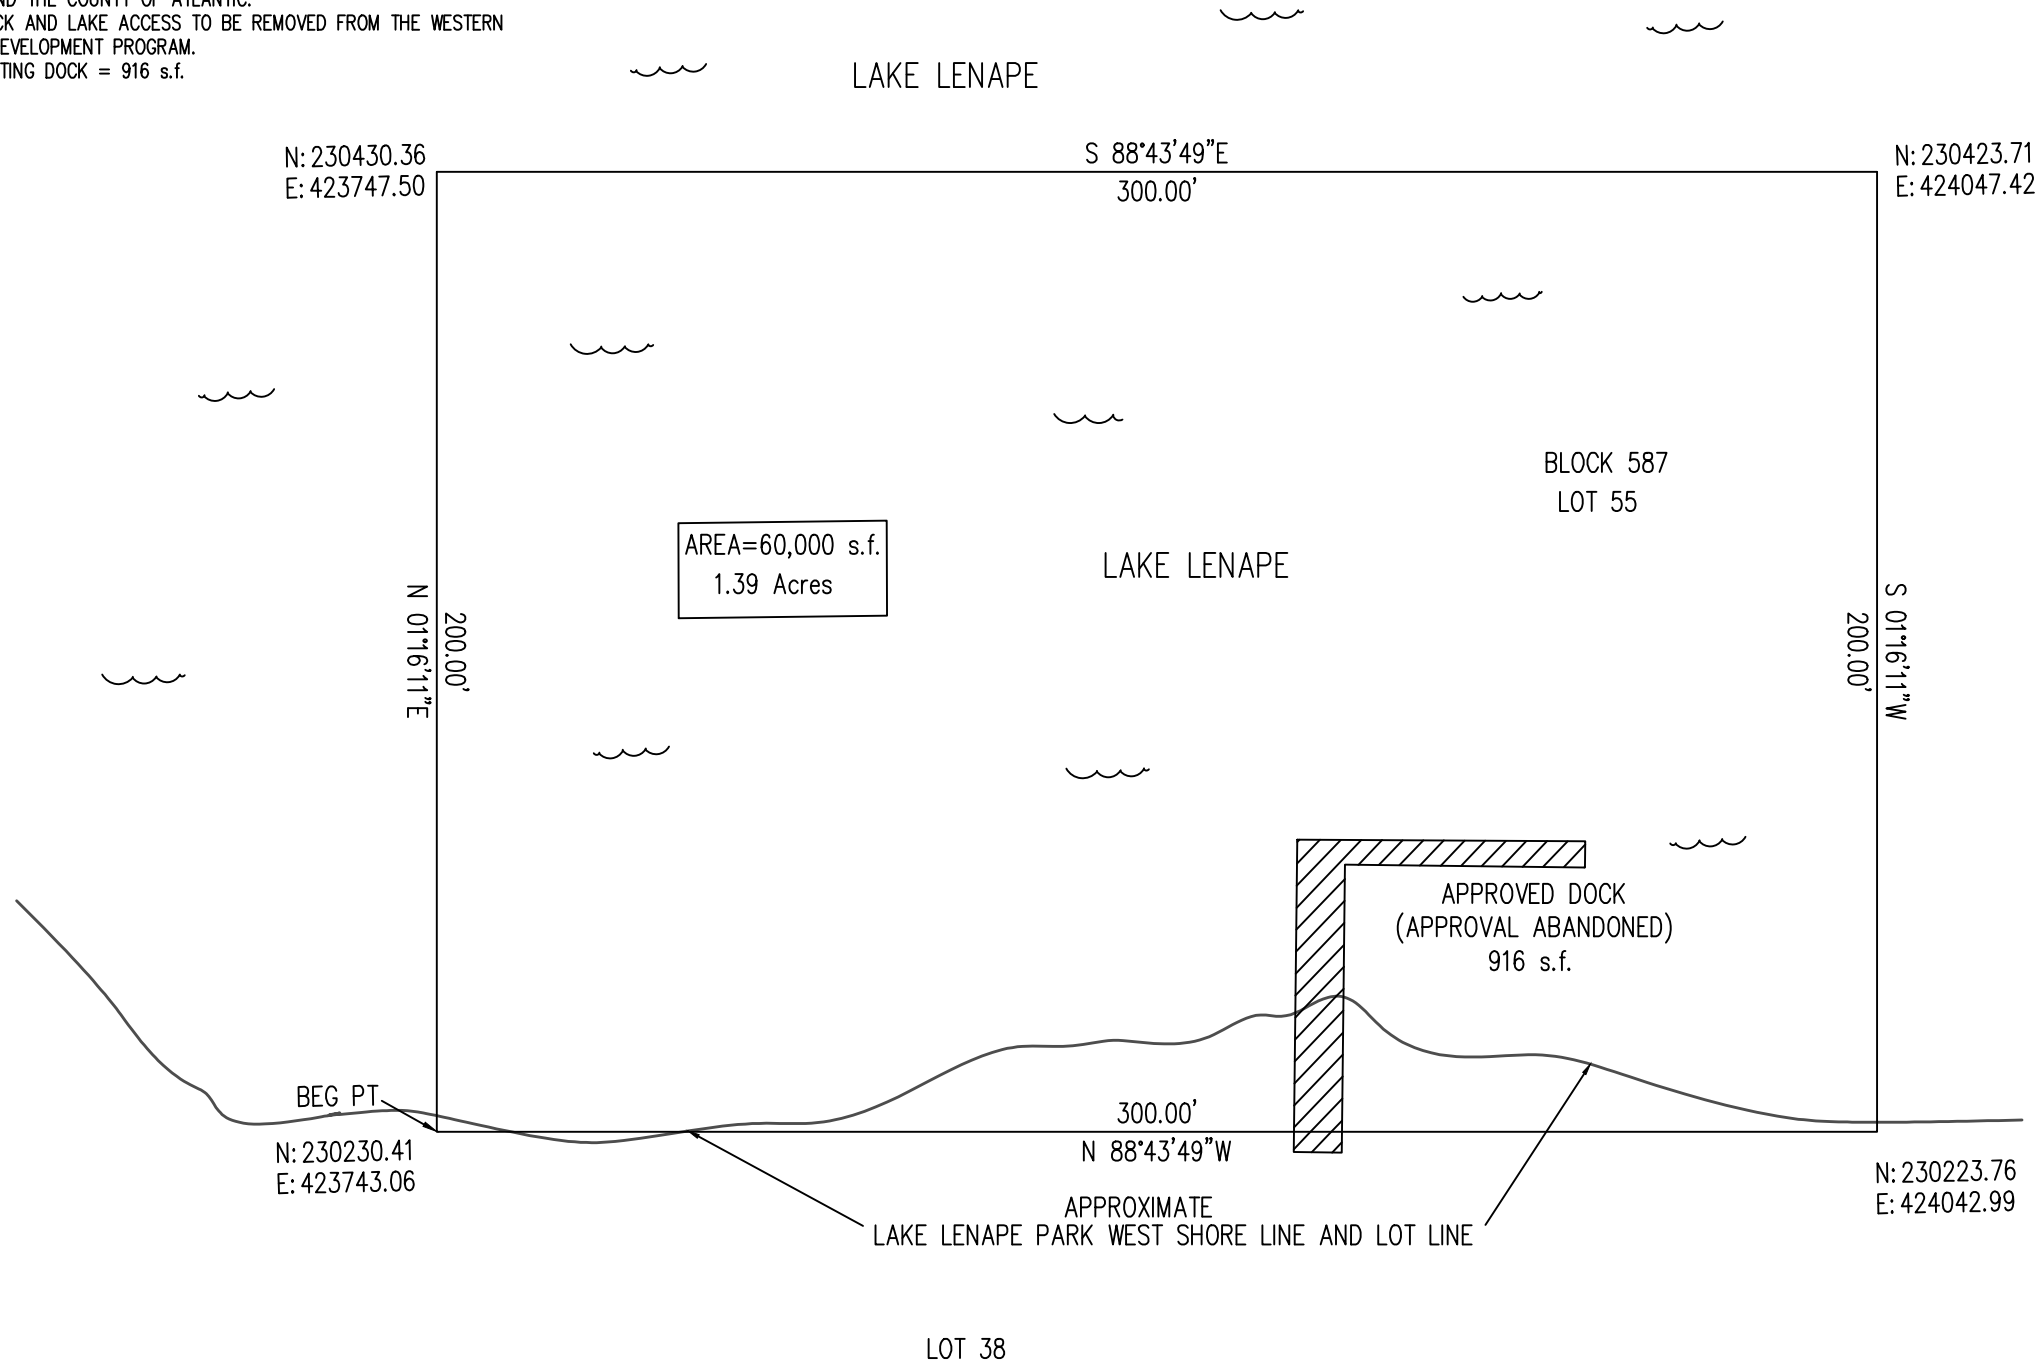 THE COUNTY OF ATLANTIC.
AND LAKE ACCESS TO BE REMOVED FROM THE WESTERN
PROGRAM.
DOCK = 916 s.f.
LAKE LENAPE
N: 230430.36
E: 423747.50
S 88°43'49"E
300.00'
N: 230423.71
E: 424047.42
BLOCK 587
LOT 55
AREA=60,000 s.f.
1.39 Acres
LAKE LENAPE
N 01°16'11"E
200.00'
200.00'
S 01°16'11"W
APPROVED DOCK
(APPROVAL ABANDONED)
916 s.f.
BEG PT
300.00'
N 88°43'49"W
N: 230230.41
E: 423743.06
N: 230223.76
E: 424042.99
APPROXIMATE
LAKE LENAPE PARK WEST SHORE LINE AND LOT LINE
LOT 38